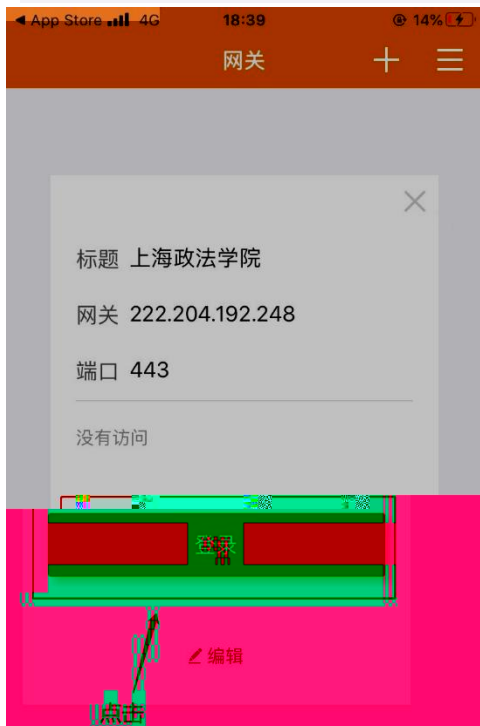 App Store 4G 18:39 14%
网关
标题 上海政法学院
网关 222.204.192.248
端口 443
没有访问
登录
编辑
点击